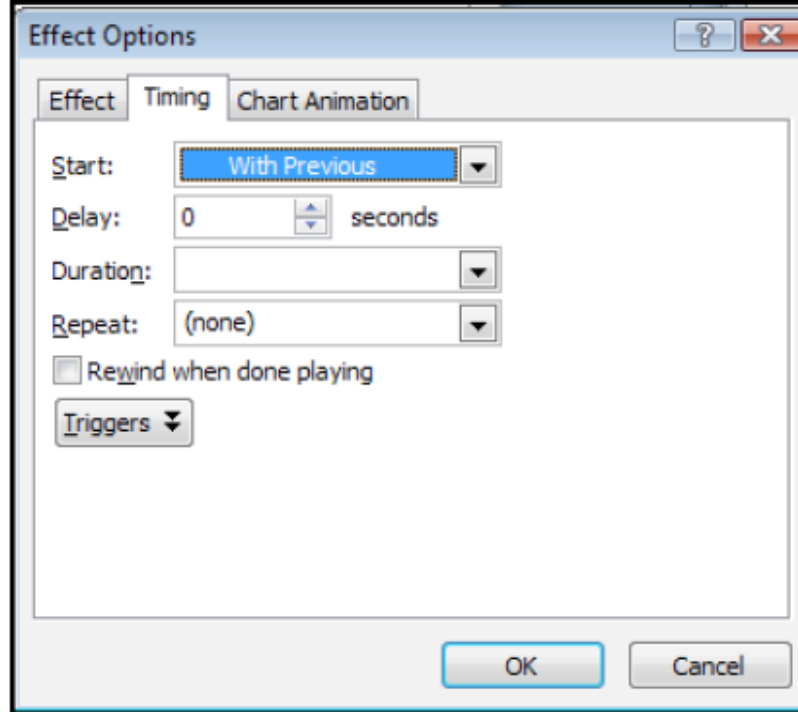 Effect Options
Effect Timing Chart Animation
Start: With Previous
Delay: 0 seconds
Duration:
Repeat: (none)
Rewind when done playing
Triggers
OK Cancel